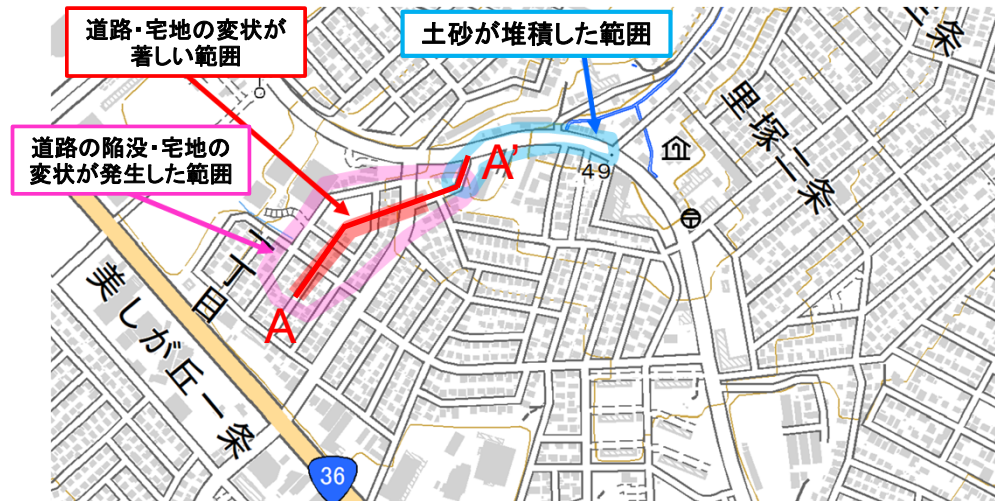 道路・宅地の変状が
著しい範囲
土砂が堆積した範囲
道路の陥没・宅地の
変状が発生した範囲
A
A’
49
里塚二条
一丁目
美しが丘一条
36
条